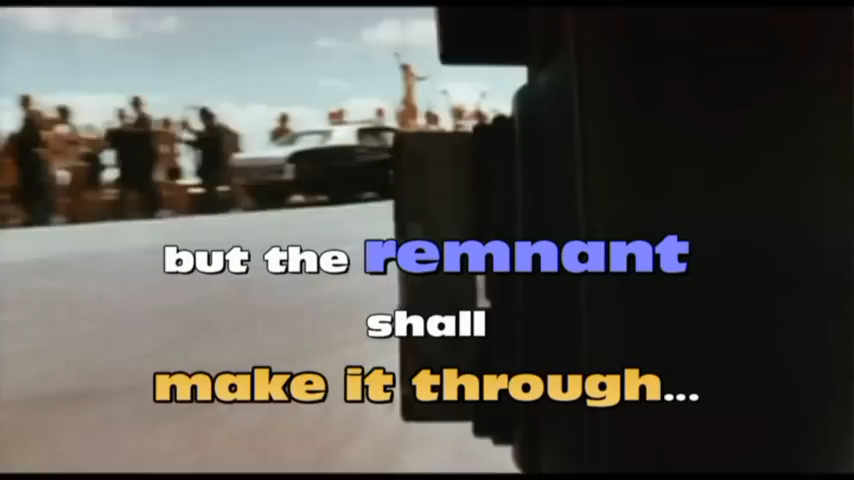 but the remnant
shall
make it through...